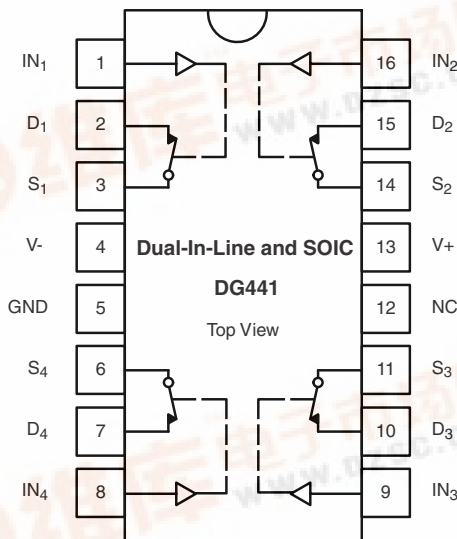 IN₁ 1 16 IN₂
D₁ 2 15 D₂
S₁ 3 14 S₂
V- 4 Dual-In-Line and SOIC 13 V+
DG441
GND 5 12 NC
Top View
S₄ 6 11 S₃
D₄ 7 10 D₃
IN₄ 8 9 IN₃